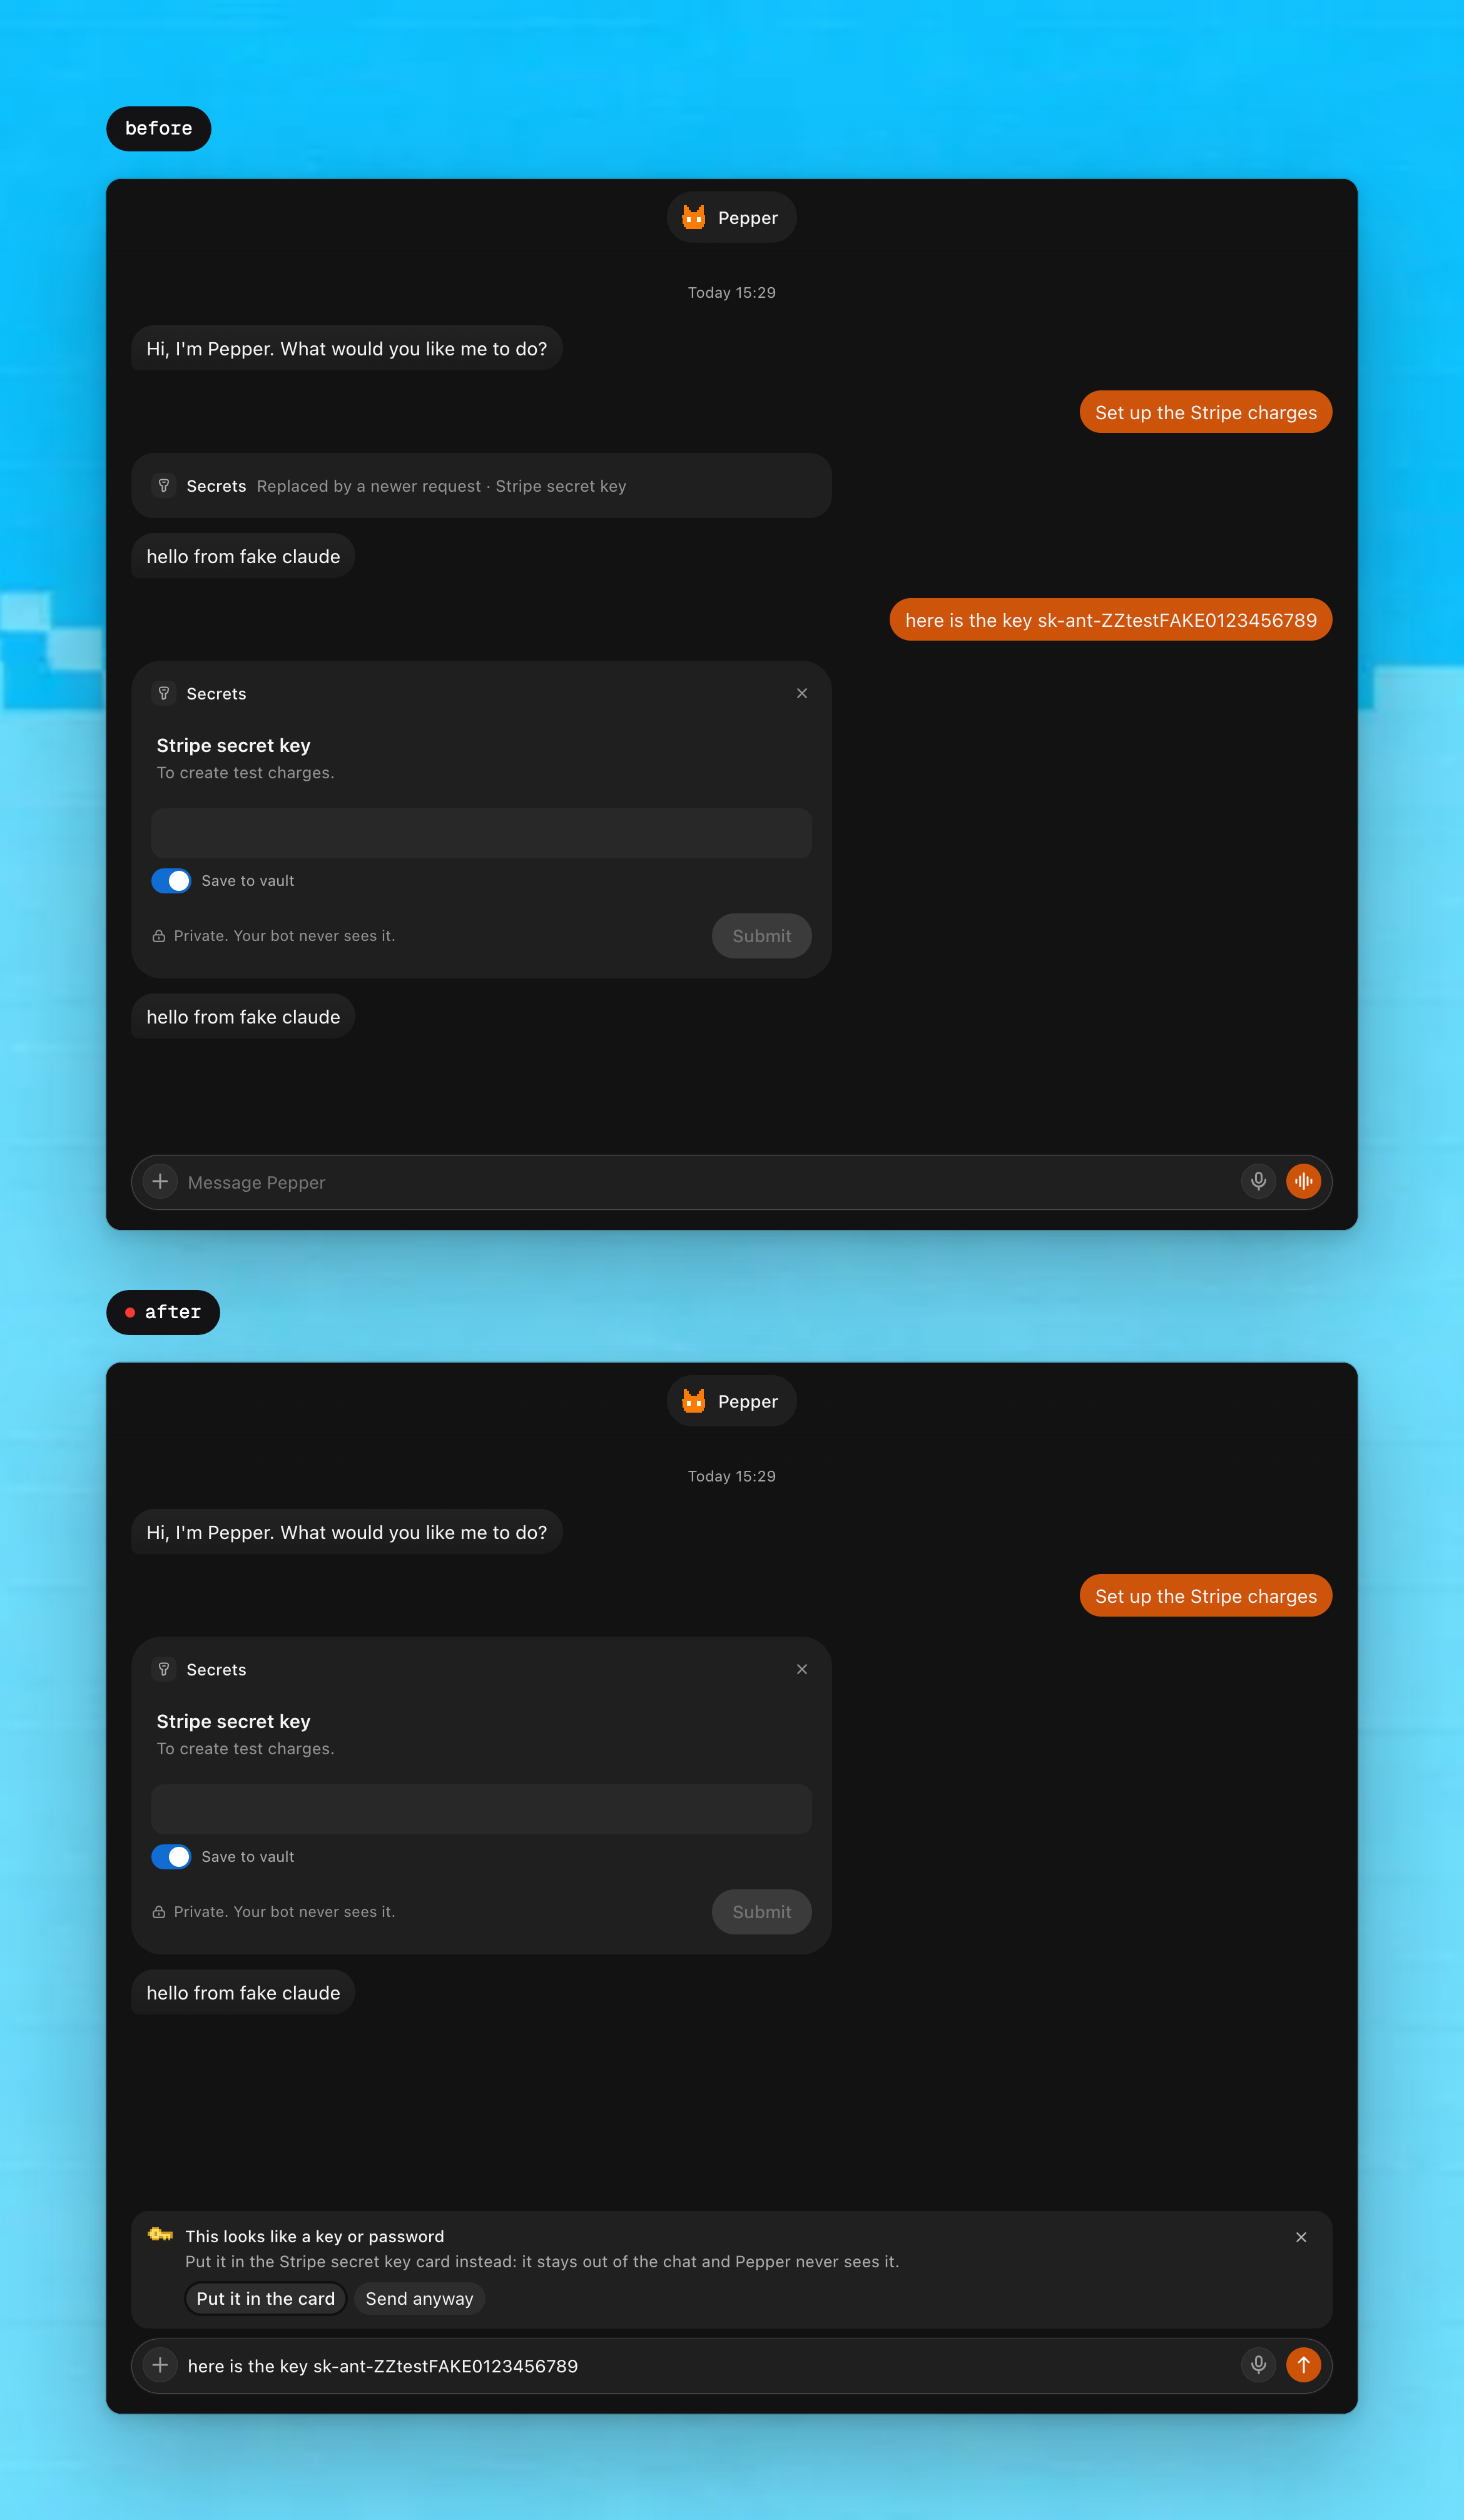 before
Pepper
Today 15:29
Hi, I'm Pepper. What would you like me to do?
Set up the Stripe charges
Secrets Replaced by a newer request · Stripe secret key
hello from fake claude
here is the key sk-ant-ZZtestFAKE0123456789
Secrets
Stripe secret key
To create test charges.
Save to vault
Private. Your bot never sees it.
Submit
hello from fake claude
Message Pepper
after
Pepper
Today 15:29
Hi, I'm Pepper. What would you like me to do?
Set up the Stripe charges
Secrets
Stripe secret key
To create test charges.
Save to vault
Private. Your bot never sees it.
Submit
hello from fake claude
This looks like a key or password
Put it in the Stripe secret key card instead: it stays out of the chat and Pepper never sees it.
Put it in the card
Send anyway
here is the key sk-ant-ZZtestFAKE0123456789